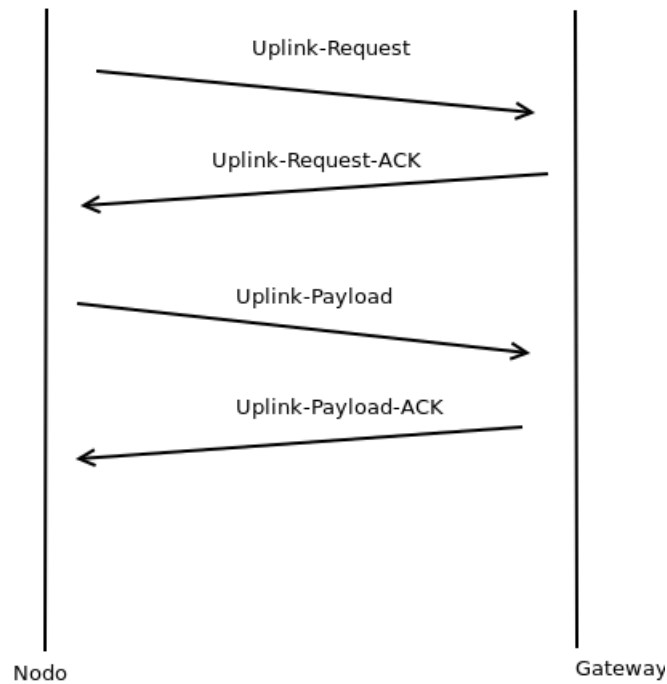 Uplink-Request
Uplink-Request-ACK
Uplink-Payload
Uplink-Payload-ACK
Nodo
Gateway